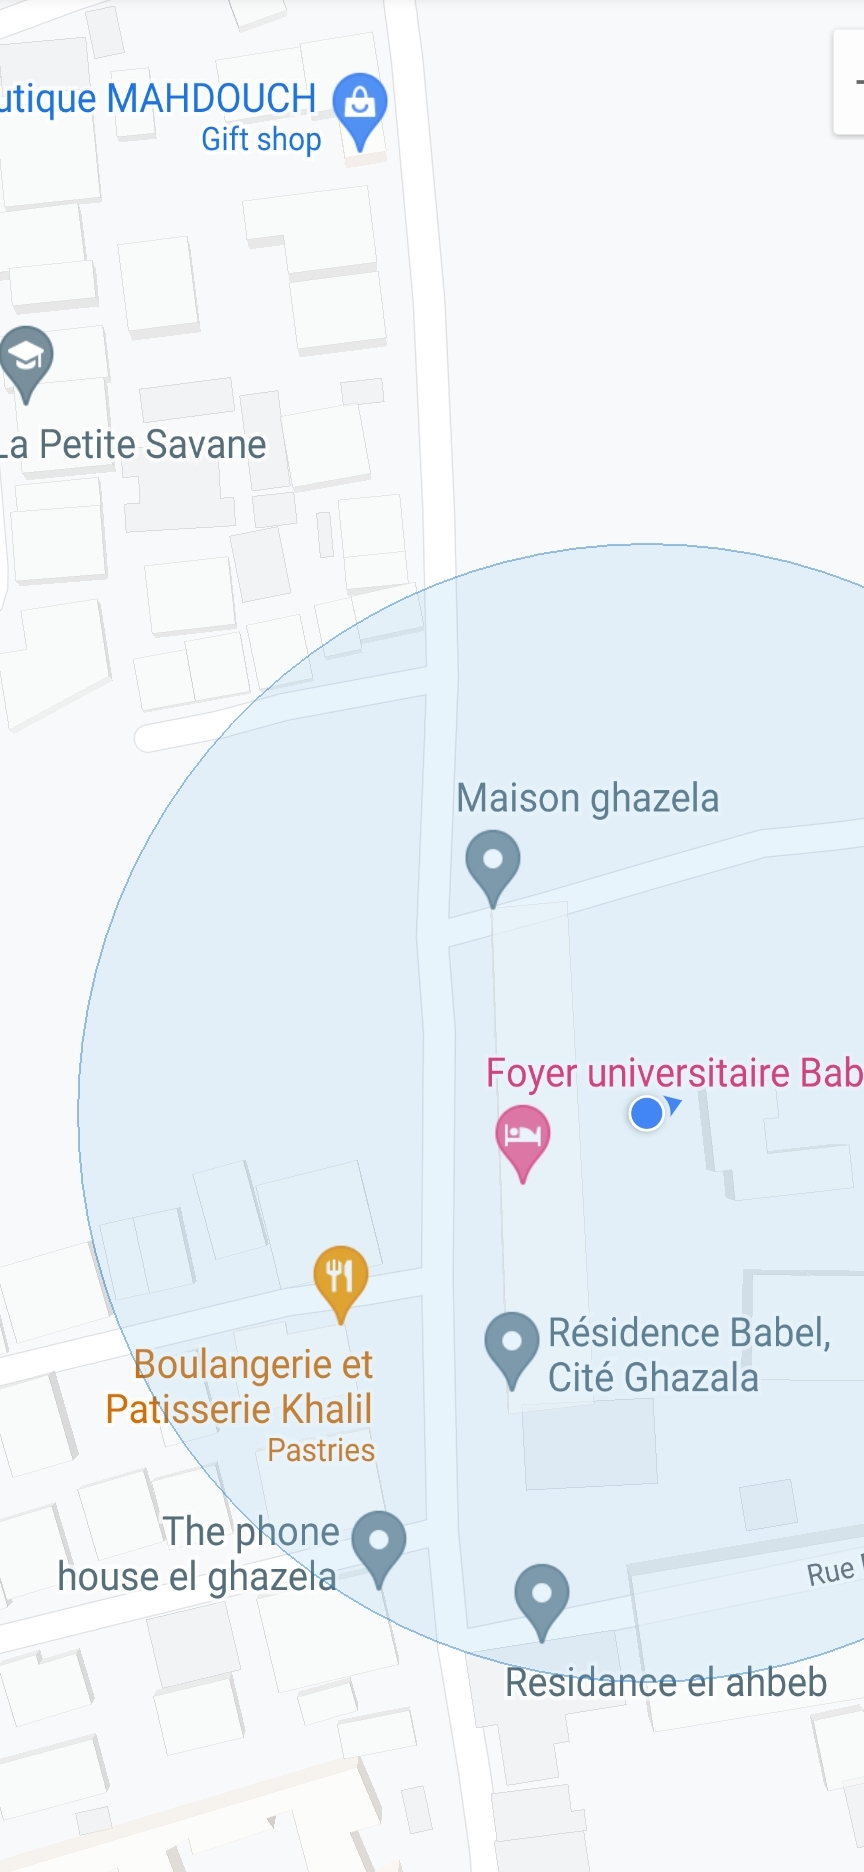 utique MAHDOUCH
Gift shop
La Petite Savane
Maison ghazela
Foyer universitaire Bab
Boulangerie et
Patisserie Khalil
Pastries
Résidence Babel,
Cité Ghazala
The phone
house el ghazela
Rue
Residance el ahbeb